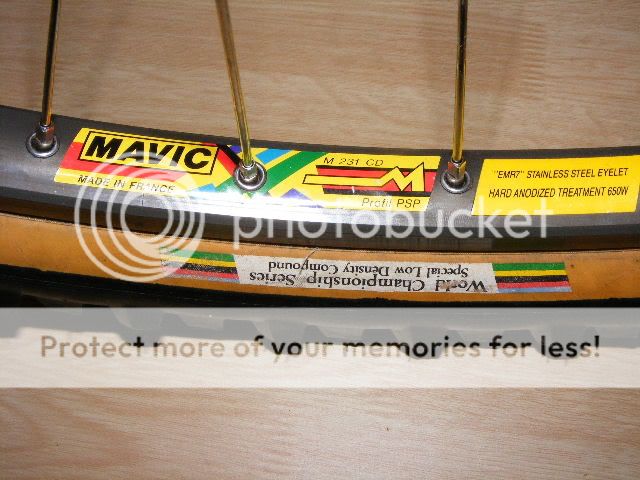 MAVIC
MADE IN FRANCE
M 231 CD
M
Profil PSP
"EMR7" STAINLESS STEEL EYELET
HARD ANODIZED TREATMENT 650W
photobucket
World Championship Series
Special Low Density Compound
Protect more of your memories for less!